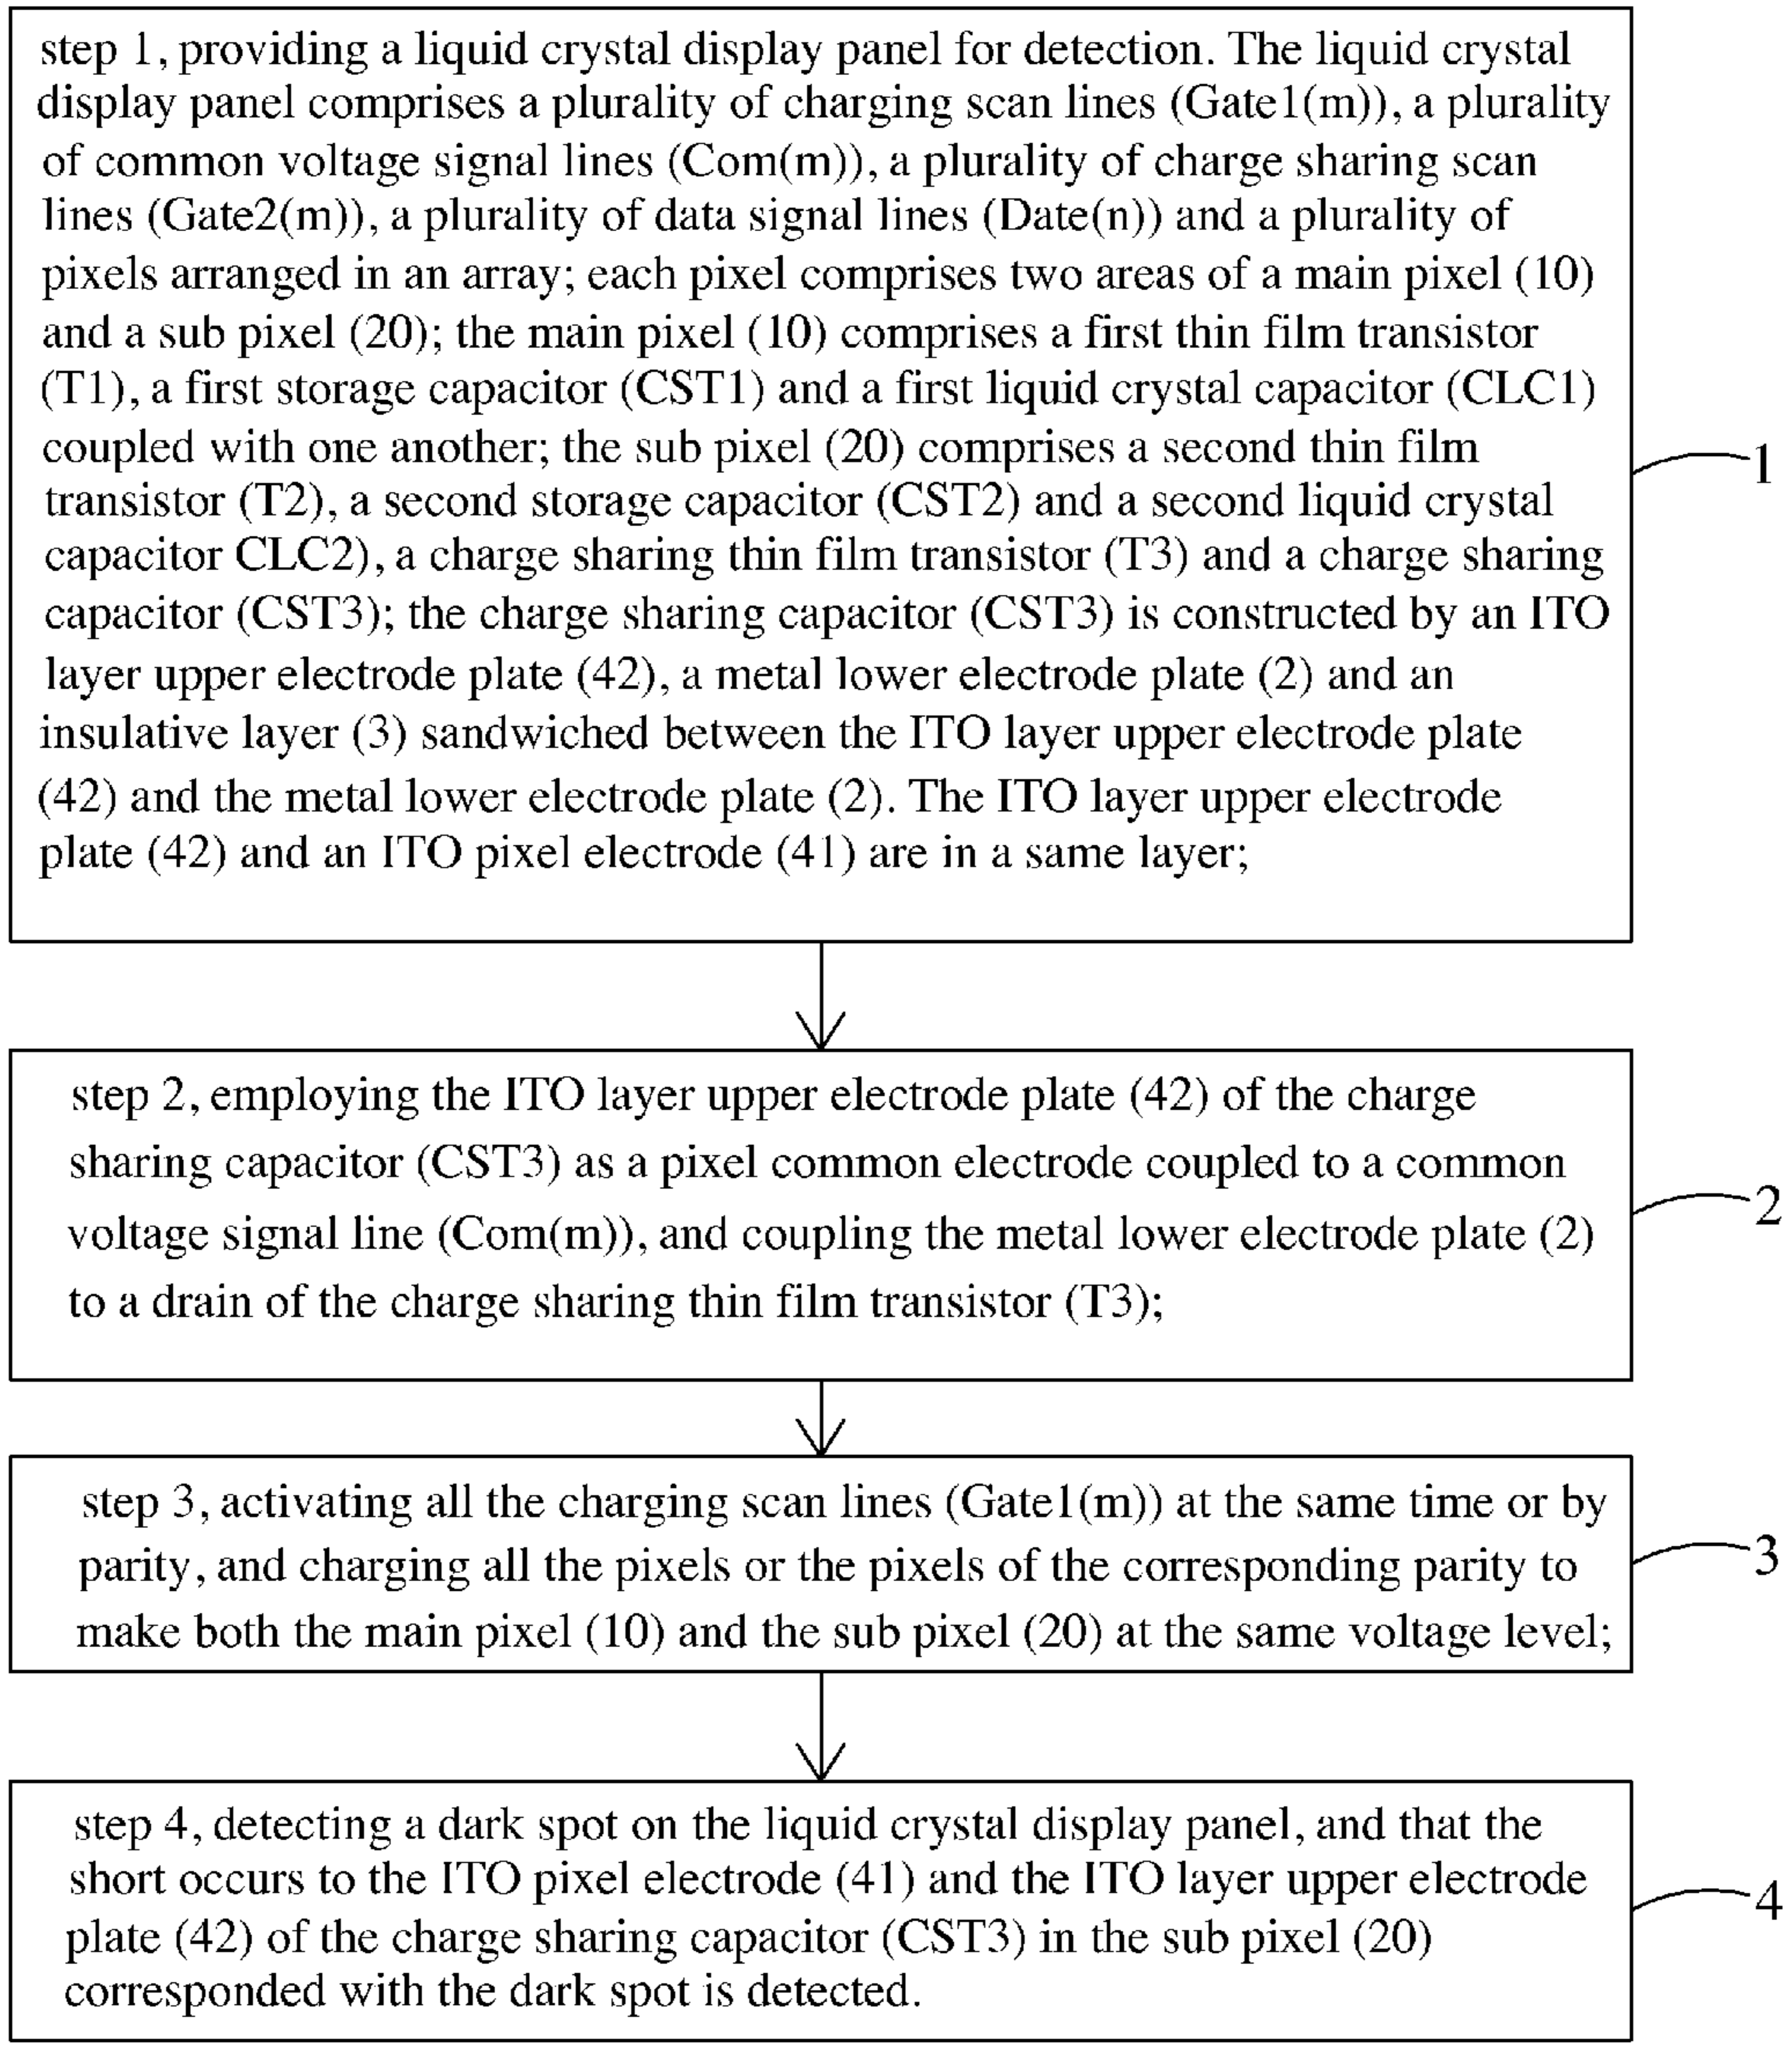 step 1, providing a liquid crystal display panel for detection. The liquid crystal
display panel comprises a plurality of charging scan lines (Gate1(m)), a plurality
of common voltage signal lines (Com(m)), a plurality of charge sharing scan
lines (Gate2(m)), a plurality of data signal lines (Date(n)) and a plurality of
pixels arranged in an array; each pixel comprises two areas of a main pixel (10)
and a sub pixel (20); the main pixel (10) comprises a first thin film transistor
(T1), a first storage capacitor (CST1) and a first liquid crystal capacitor (CLC1)
coupled with one another; the sub pixel (20) comprises a second thin film
transistor (T2), a second storage capacitor (CST2) and a second liquid crystal
capacitor CLC2), a charge sharing thin film transistor (T3) and a charge sharing
capacitor (CST3); the charge sharing capacitor (CST3) is constructed by an ITO
layer upper electrode plate (42), a metal lower electrode plate (2) and an
insulative layer (3) sandwiched between the ITO layer upper electrode plate
(42) and the metal lower electrode plate (2). The ITO layer upper electrode
plate (42) and an ITO pixel electrode (41) are in a same layer;
1
step 2, employing the ITO layer upper electrode plate (42) of the charge
sharing capacitor (CST3) as a pixel common electrode coupled to a common
voltage signal line (Com(m)), and coupling the metal lower electrode plate (2)
to a drain of the charge sharing thin film transistor (T3);
2
step 3, activating all the charging scan lines (Gate1(m)) at the same time or by
parity, and charging all the pixels or the pixels of the corresponding parity to
make both the main pixel (10) and the sub pixel (20) at the same voltage level;
3
step 4, detecting a dark spot on the liquid crystal display panel, and that the
short occurs to the ITO pixel electrode (41) and the ITO layer upper electrode
plate (42) of the charge sharing capacitor (CST3) in the sub pixel (20)
corresponded with the dark spot is detected.
4